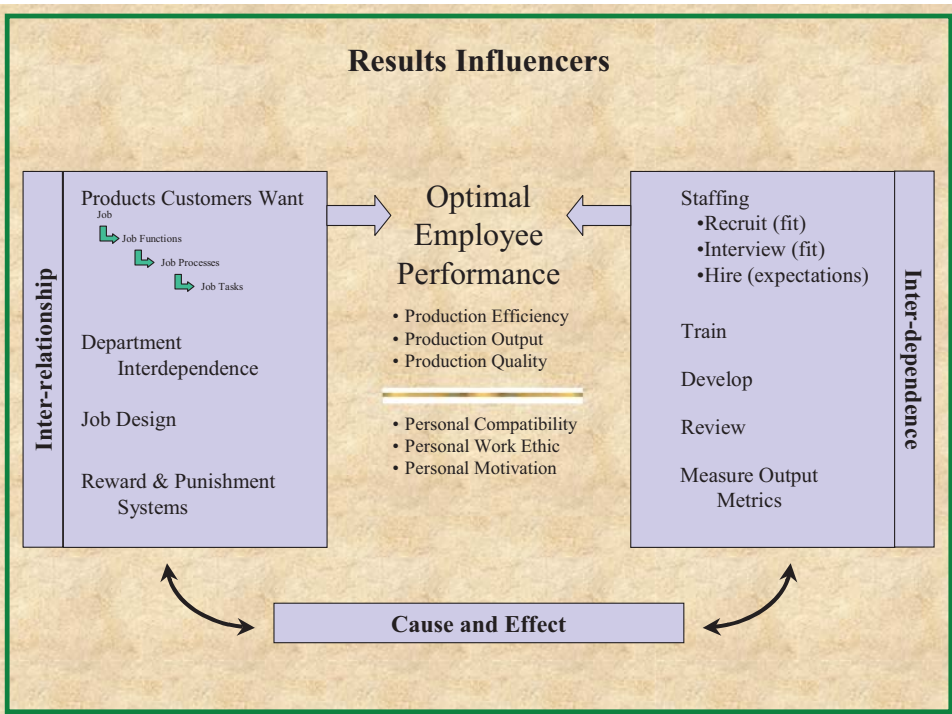 Results Influencers
Inter-relationship
Products Customers Want
Job
Job Functions
Job Processes
Job Tasks
Department
Interdependence
Job Design
Reward & Punishment
Systems
Optimal
Employee
Performance
• Production Efficiency
• Production Output
• Production Quality
• Personal Compatibility
• Personal Work Ethic
• Personal Motivation
Staffing
•Recruit (fit)
•Interview (fit)
•Hire (expectations)
Train
Develop
Review
Measure Output
Metrics
Inter-dependence
Cause and Effect